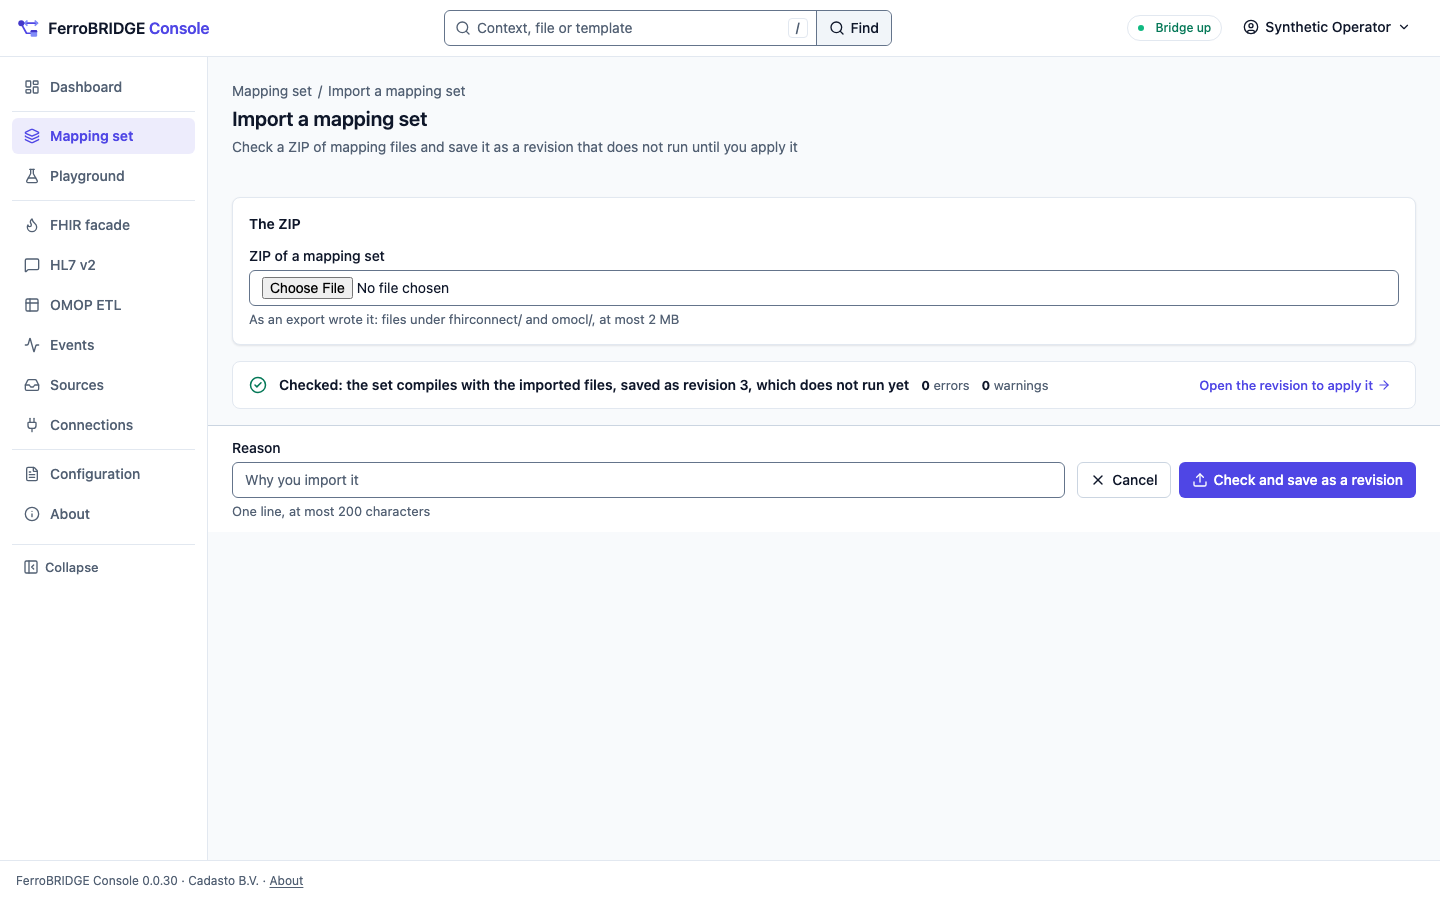 FerroBRIDGE Console
Context, file or template
/
Find
Bridge up
Synthetic Operator
Dashboard
Mapping set
Playground
FHIR facade
HL7 v2
OMOP ETL
Events
Sources
Connections
Configuration
About
Collapse
Mapping set / Import a mapping set
Import a mapping set
Check a ZIP of mapping files and save it as a revision that does not run until you apply it
The ZIP
ZIP of a mapping set
Choose File No file chosen
As an export wrote it: files under fhirconnect/ and omocl/, at most 2 MB
Checked: the set compiles with the imported files, saved as revision 3, which does not run yet 0 errors 0 warnings Open the revision to apply it →
Reason
Why you import it
Cancel
Check and save as a revision
One line, at most 200 characters
FerroBRIDGE Console 0.0.30 · Cadasto B.V. · About